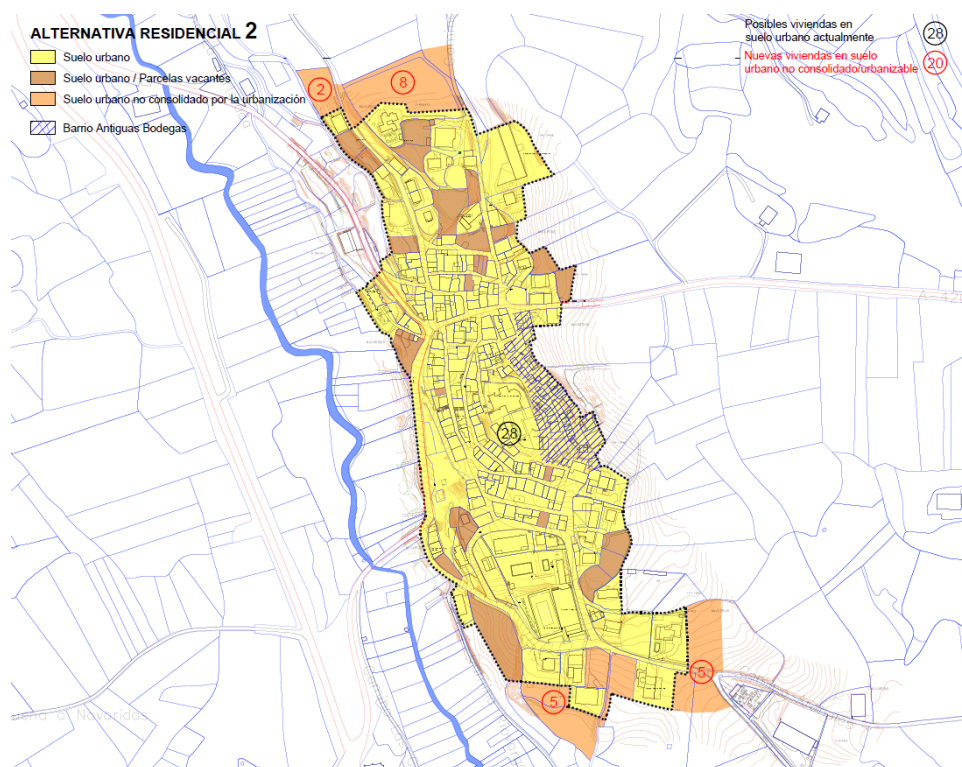 ALTERNATIVA RESIDENCIAL 2
Suelo urbano
Suelo urbano / Parcelas vacantes
Suelo urbano no consolidado por la urbanización
Barrio Antiguas Bodegas
Posibles viviendas en
suelo urbano actualmente
28
Nuevas viviendas en suelo
urbano no consolidado/urbanizable
20
2
8
28
5
5
a Navaridas